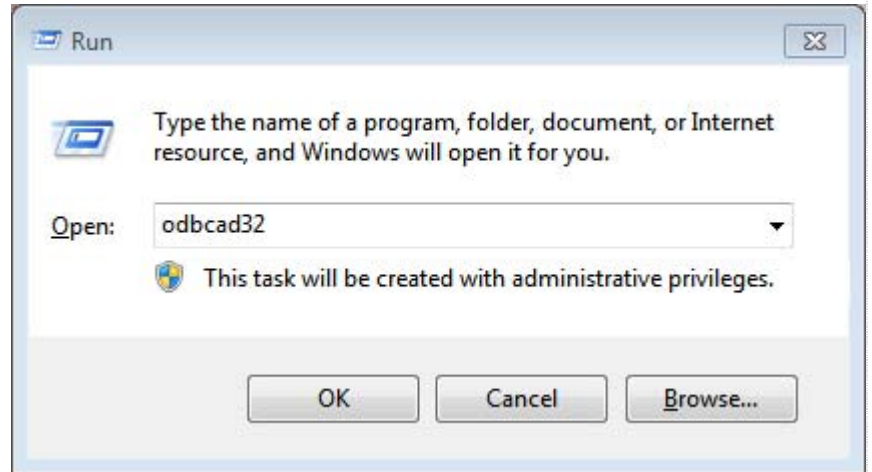 Run
Type the name of a program, folder, document, or Internet
resource, and Windows will open it for you.
Open: odbcad32
This task will be created with administrative privileges.
OK Cancel Browse...